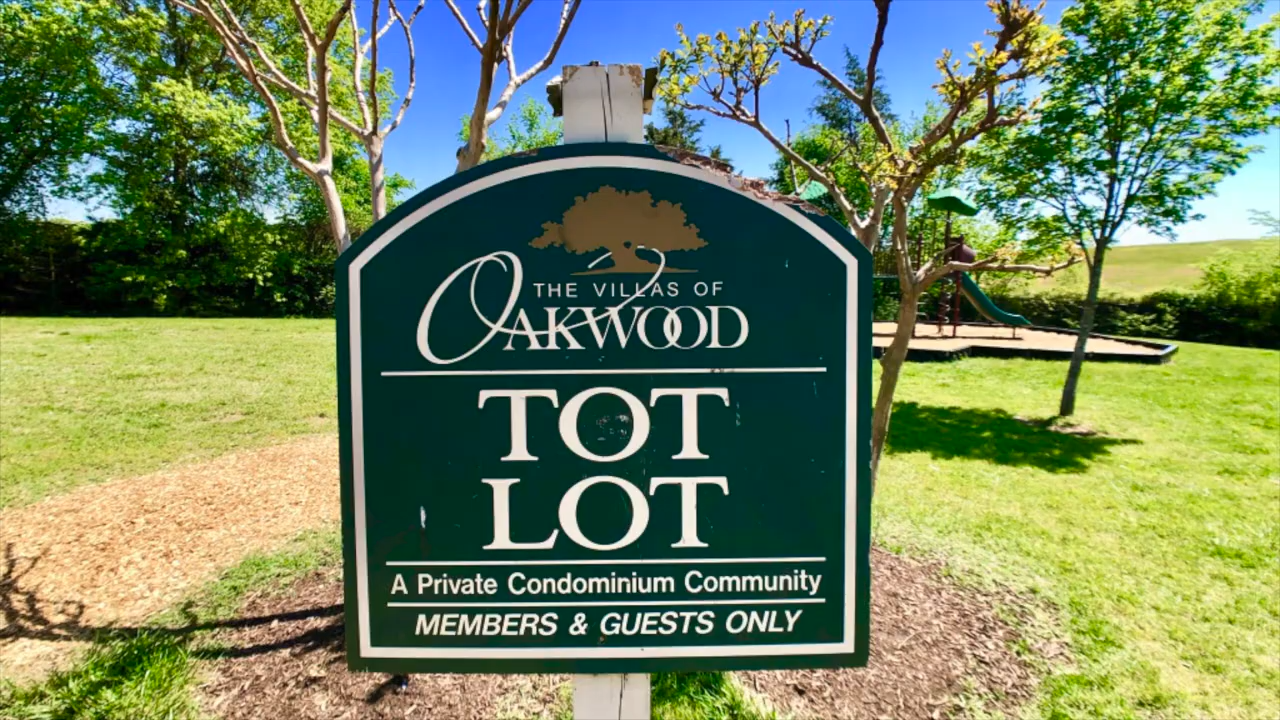 THE VILLAS OF
OAKWOOD
TOT
LOT
A Private Condominium Community
MEMBERS & GUESTS ONLY